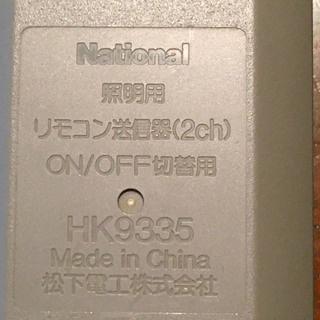 National
照明用
リモコン送信器(2ch)
ON/OFF切替用
HK9335
Made in China
松下電工株式会社